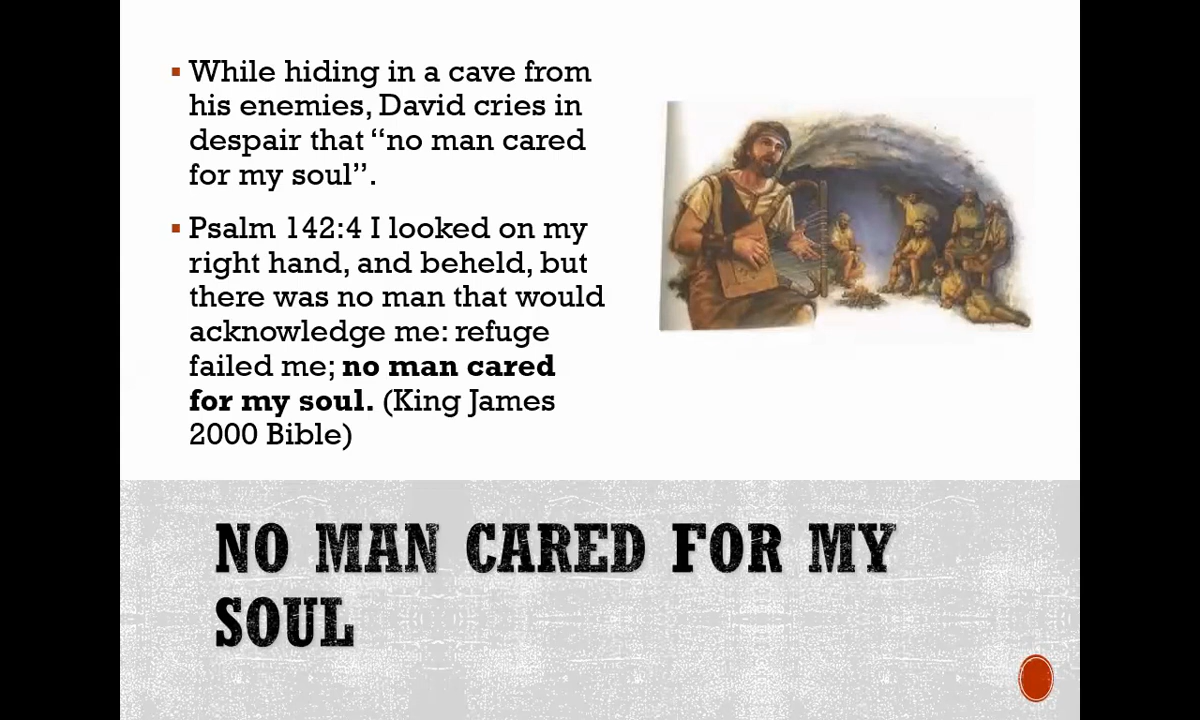 While hiding in a cave from
his enemies, David cries in
despair that “no man cared
for my soul”.
Psalm 142:4 I looked on my
right hand, and beheld, but
there was no man that would
acknowledge me: refuge
failed me; no man cared
for my soul. (King James
2000 Bible)
NO MAN CARED FOR MY
SOUL